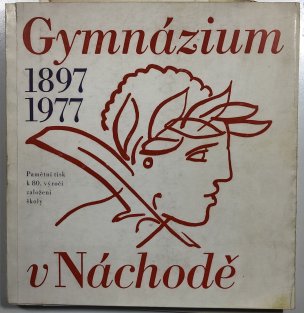 Gymnázium
1897
1977
Pamětní tisk
k 80. výročí
založení
školy
v Náchodě